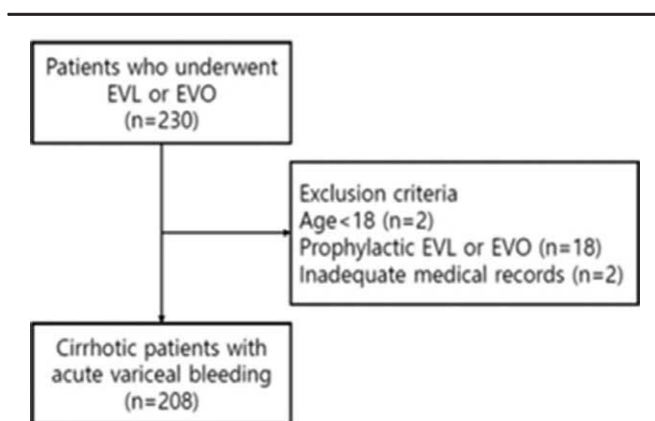 Patients who underwent
EVL or EVO
(n=230)
Exclusion criteria
Age<18 (n=2)
Prophylactic EVL or EVO (n=18)
Inadequate medical records (n=2)
Cirrhotic patients with
acute variceal bleeding
(n=208)